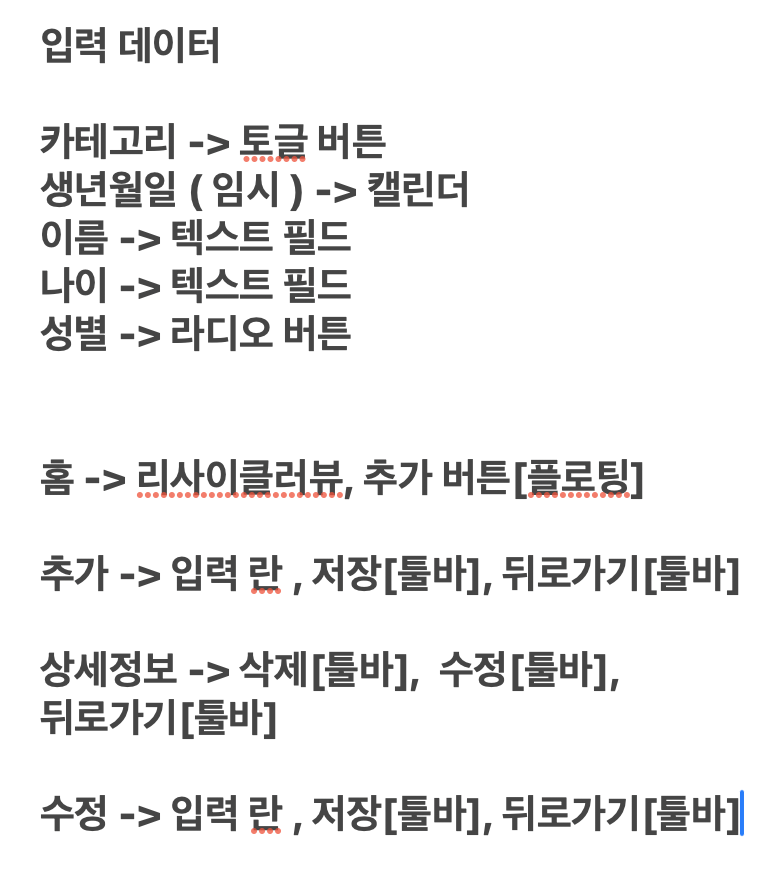 입력 데이터
카테고리 -> 토글 버튼
생년월일 ( 임시 ) -> 캘린더
이름 -> 텍스트 필드
나이 -> 텍스트 필드
성별 -> 라디오 버튼
홈 -> 리사이클러뷰, 추가 버튼[플로팅]
추가 -> 입력 란 , 저장[툴바], 뒤로가기[툴바]
상세정보 -> 삭제[툴바],  수정[툴바],
뒤로가기[툴바]
수정 -> 입력 란 , 저장[툴바], 뒤로가기[툴바]